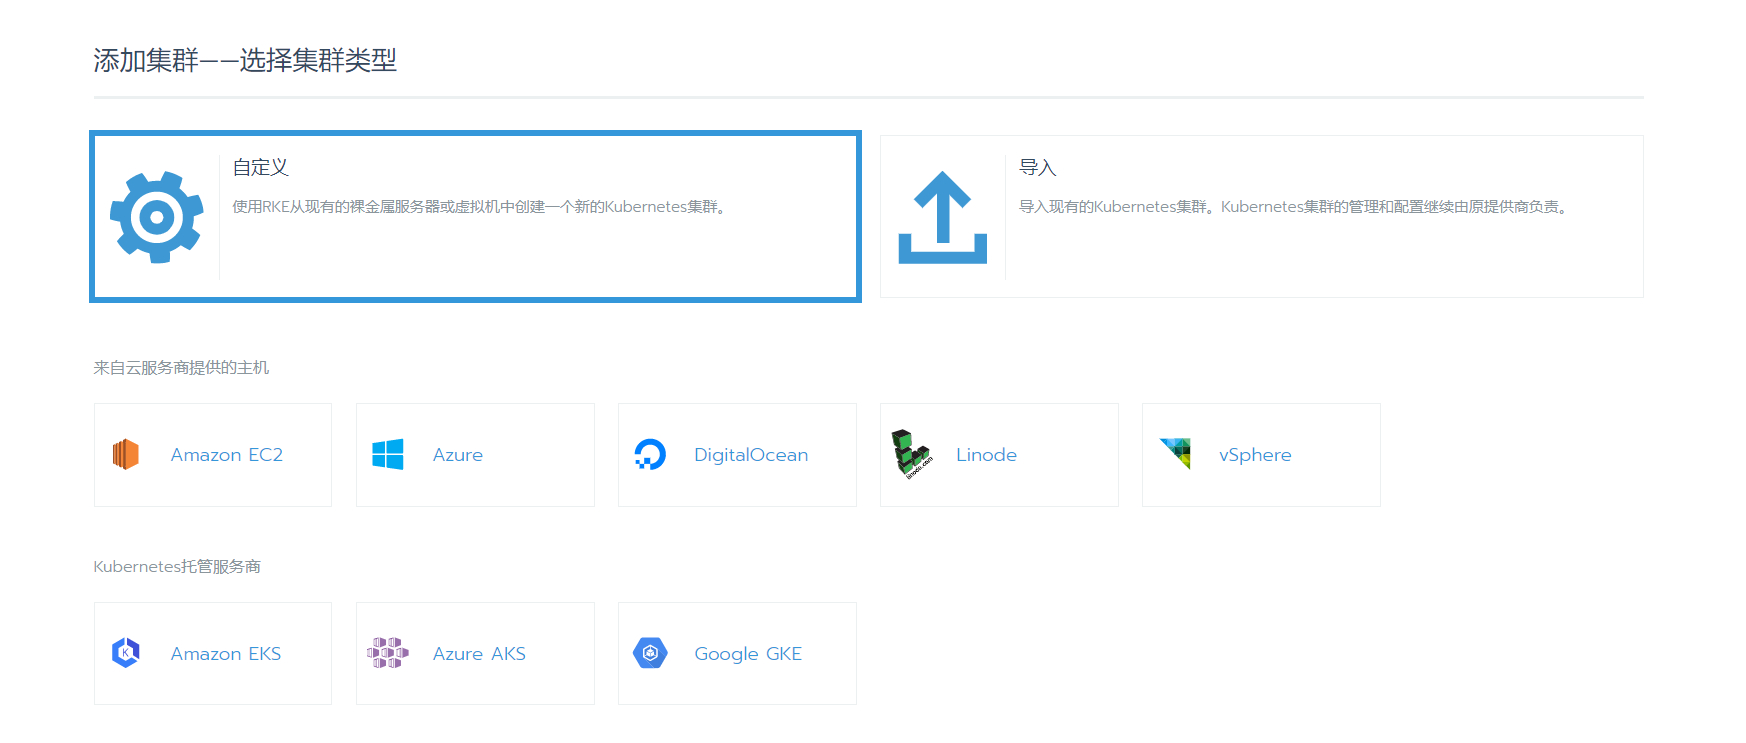 添加集群——选择集群类型
自定义
使用RKE从现有的裸金属服务器或虚拟机中创建一个新的Kubernetes集群。
导入
导入现有的Kubernetes集群。Kubernetes集群的管理和配置继续由原提供商负责。
来自云服务商提供的主机
Amazon EC2
Azure
DigitalOcean
linode.com
Linode
vSphere
Kubernetes托管服务商
K
Amazon EKS
Azure AKS
Google GKE